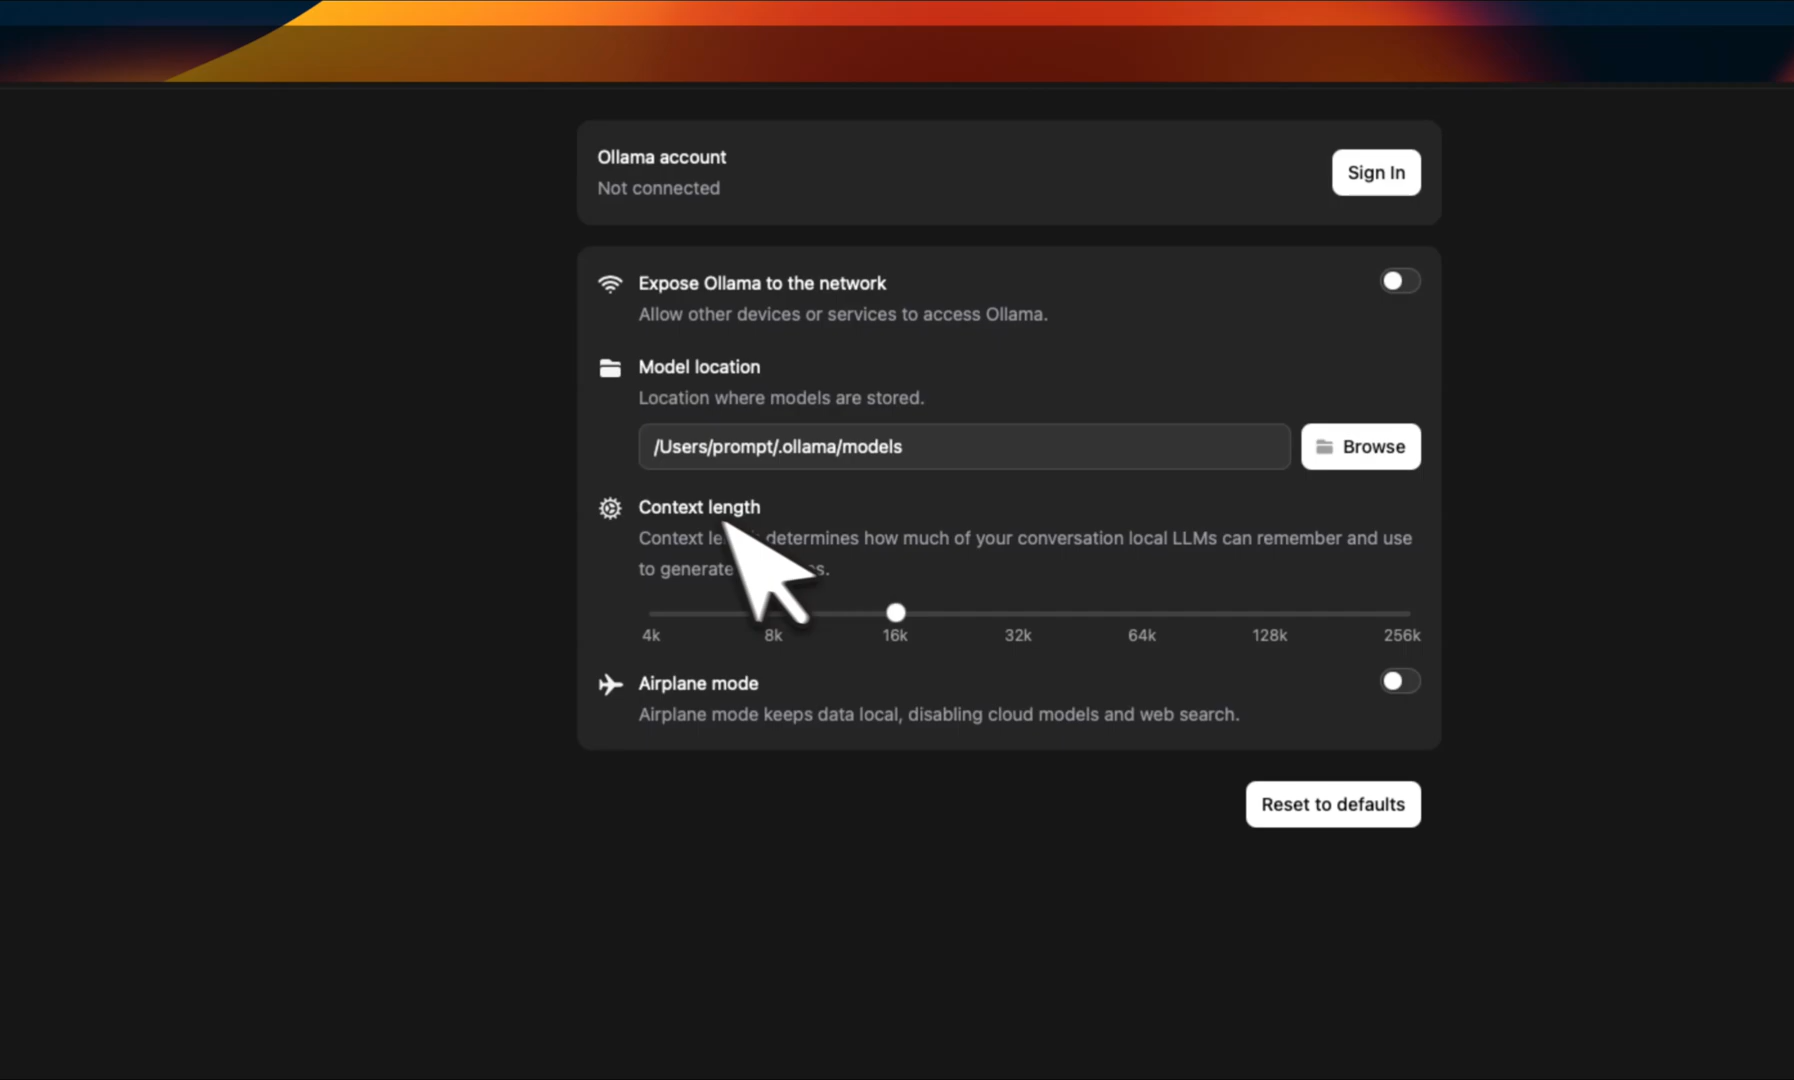 Ollama account
Not connected
Sign In
Expose Ollama to the network
Allow other devices or services to access Ollama.
Model location
Location where models are stored.
/Users/prompt/.ollama/models
Browse
Context length
Context determines how much of your conversation local LLMs can remember and use
to generate
4k 8k 16k 32k 64k 128k 256k
Airplane mode
Airplane mode keeps data local, disabling cloud models and web search.
Reset to defaults